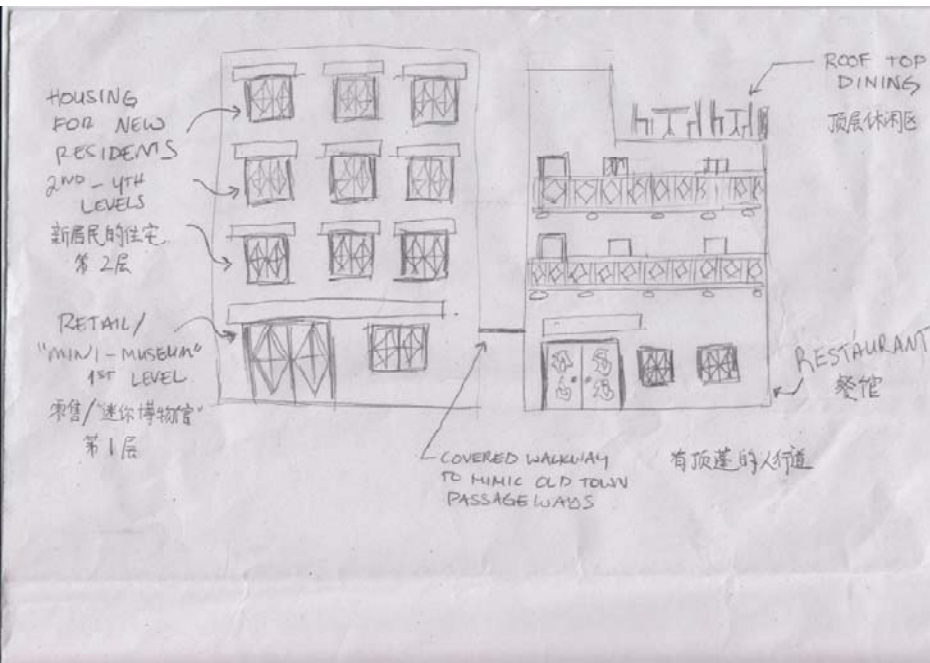 HOUSING
FOR NEW
RESIDENTS
2ND - 4TH
LEVELS
新居民的住宅
第2层
RETAIL/
"MINI-MUSEUM"
1ST LEVEL
零售/"迷你博物馆"
第1层
ROOF TOP
DINING
顶层休闲区
RESTAURANT
餐馆
COVERED WALKWAY
TO MIMIC OLD TOWN
PASSAGEWAYS
有顶蓬的人行道